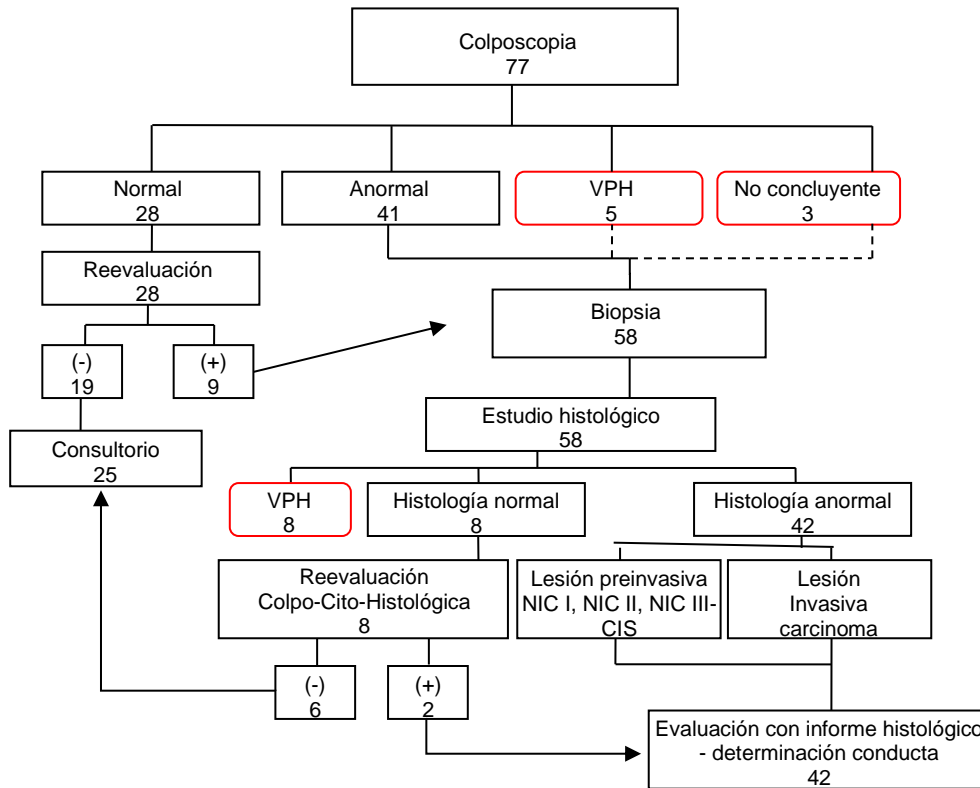 Colposcopia
77
Normal
28
Anormal
41
VPH
5
No concluyente
3
Reevaluación
28
Biopsia
58
(-)
19
(+)
9
Estudio histológico
58
Consultorio
25
VPH
8
Histología normal
8
Histología anormal
42
Reevaluación
Colpo-Cito-Histológica
8
Lesión preinvasiva
NIC I, NIC II, NIC III-
CIS
Lesión
Invasiva
carcinoma
(-)
6
(+)
2
Evaluación con informe histológico
- determinación conducta
42